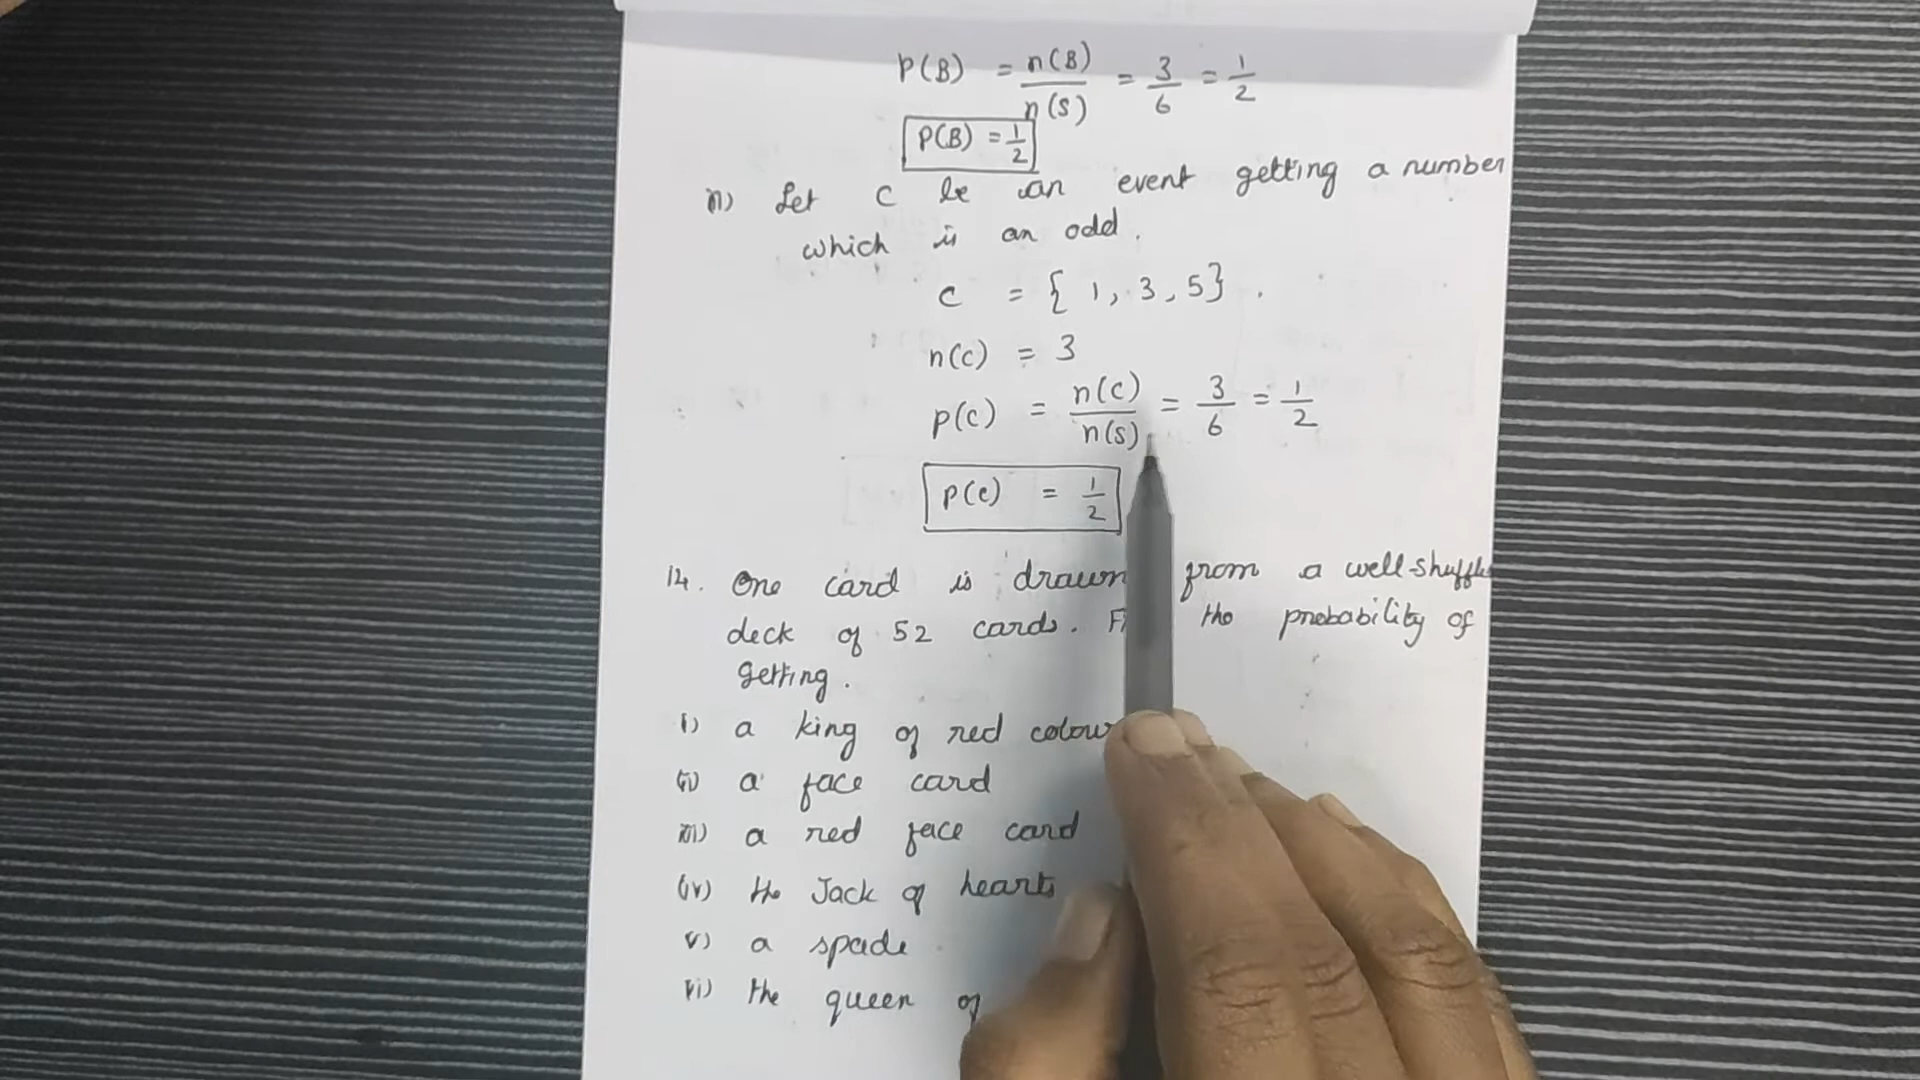 P(B) = n(B)/n(S) = 3/6 = 1/2
P(B) = 1/2
Let C be an event getting a number
which is an odd.
C = { 1, 3, 5} .
n(C) = 3
P(C) = n(C)/n(S) = 3/6 = 1/2
P(C) = 1/2
14. One card is drawn from a well-shuffled
deck of 52 cards. the probability of
getting.
i) a king of red colour
ii) a face card
iii) a red face card
(iv) the Jack of hearts
v) a spade
vi) the queen of